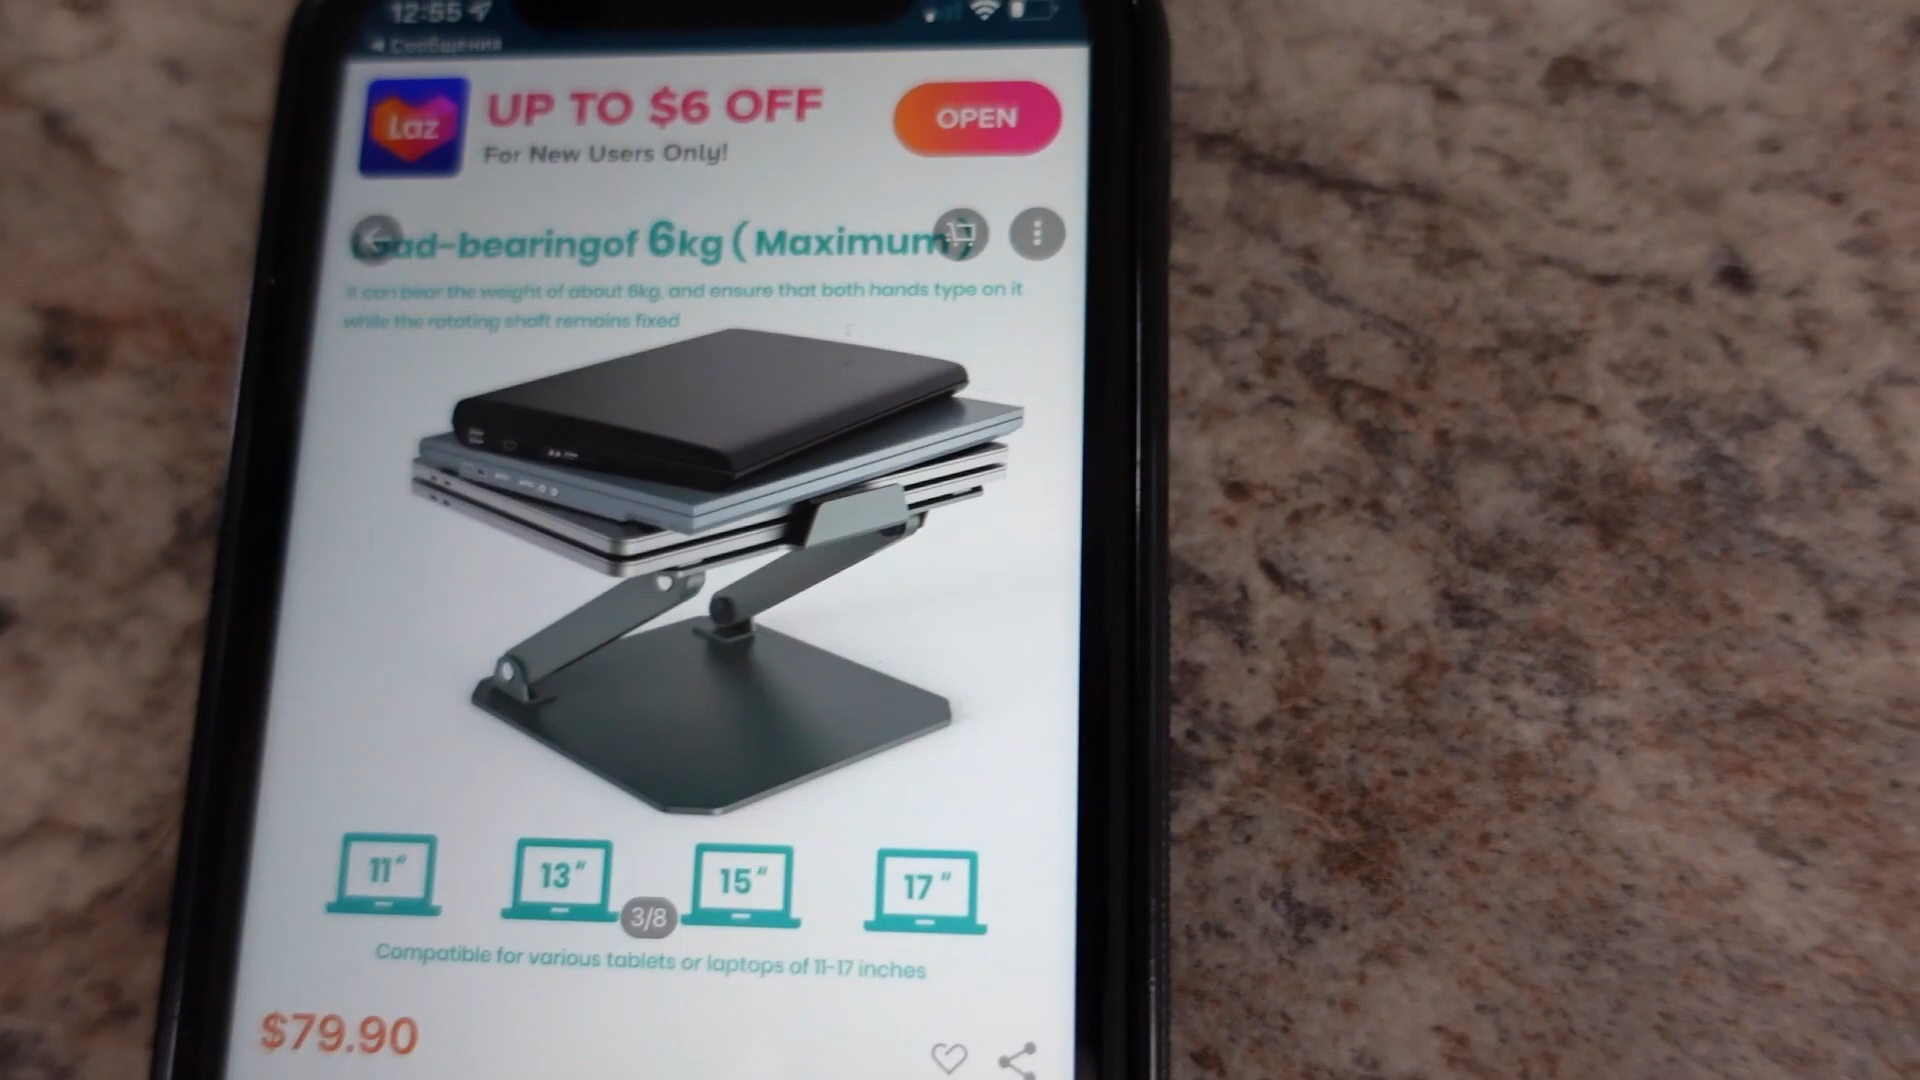 12:55
◀ Сообщения
Laz
UP TO $6 OFF
For New Users Only!
OPEN
Load-bearingof 6kg ( Maximum )
It can bear the weight of about 6kg, and ensure that both hands type on it
while the rotating shaft remains fixed
11"
13"
15"
17"
3/8
Compatible for various tablets or laptops of 11-17 inches
$79.90